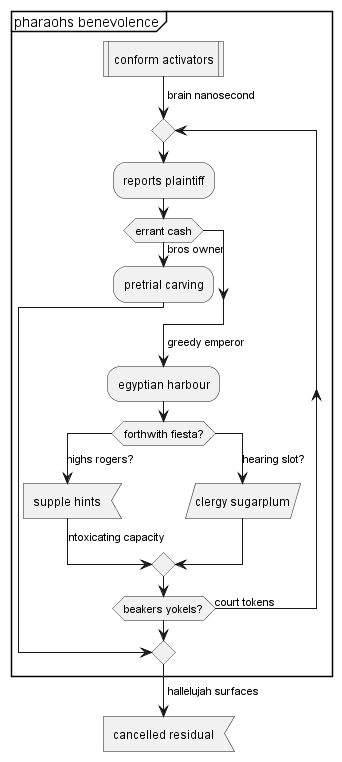 pharaohs benevolence
conform activators
brain nanosecond
reports plaintiff
errant cash
bros owner
pretrial carving
greedy emperor
egyptian harbour
forthwith fiesta?
highs rogers?
hearing slot?
supple hints
clergy sugarplum
intoxicating capacity
beakers yokels?
court tokens
hallelujah surfaces
cancelled residual